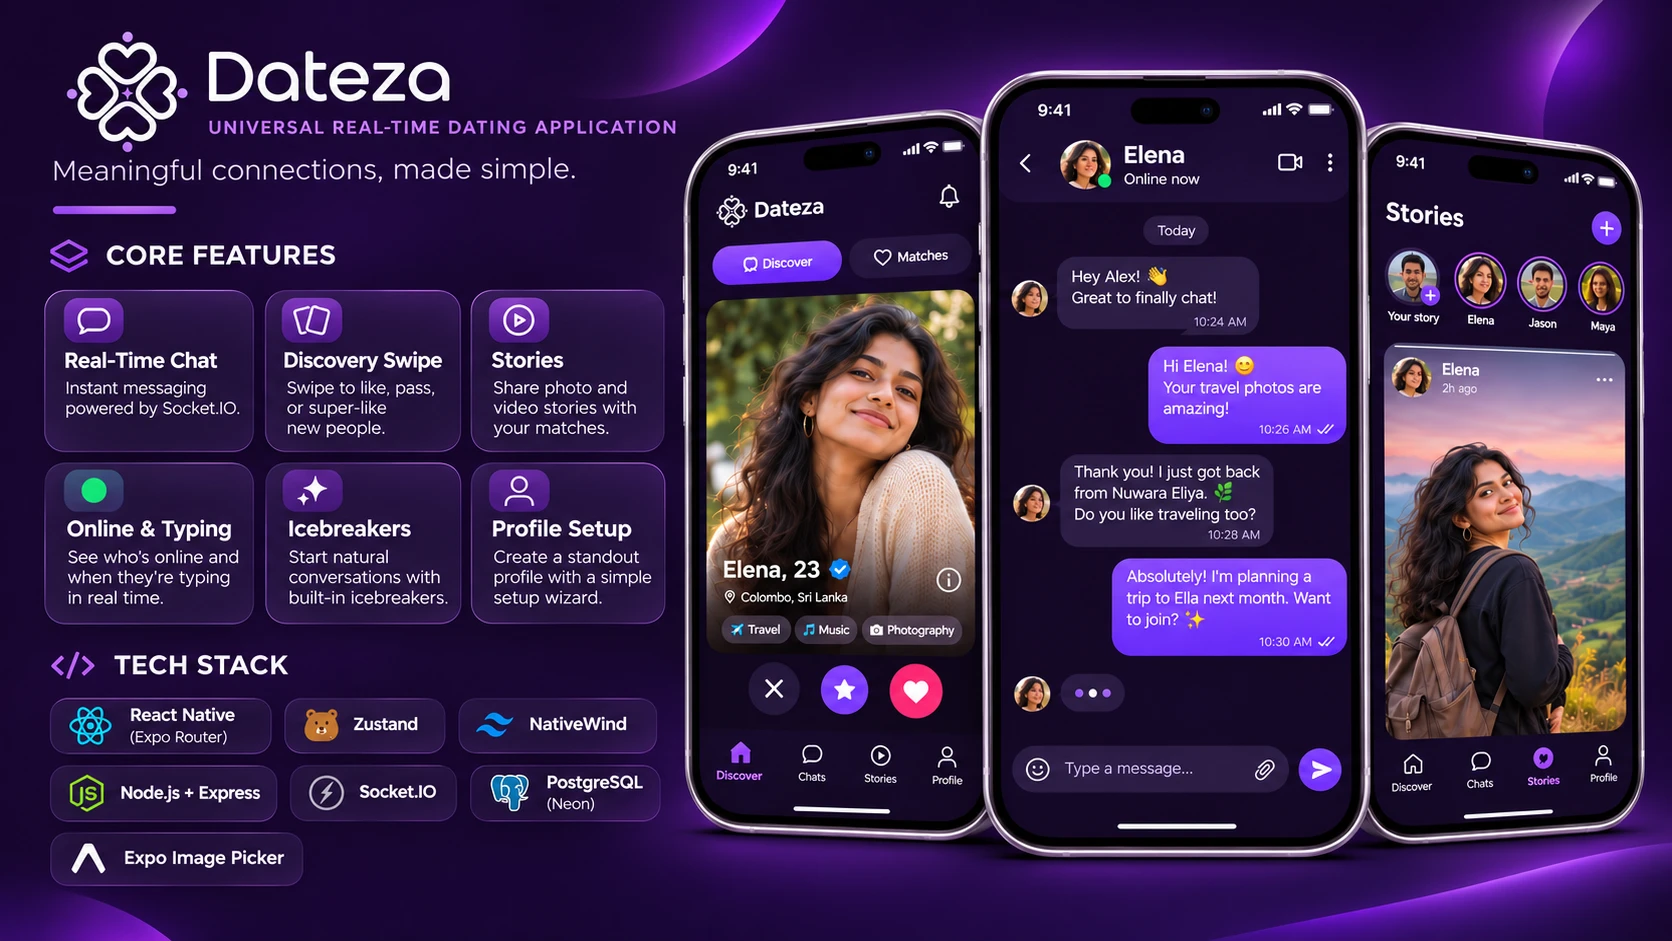 Dateza
UNIVERSAL REAL-TIME DATING APPLICATION
Meaningful connections, made simple.
CORE FEATURES
Real-Time Chat
Instant messaging
powered by Socket.IO.
Discovery Swipe
Swipe to like, pass,
or super-like
new people.
Stories
Share photo and
video stories with
your matches.
Online & Typing
See who's online and
when they're typing
in real time.
Icebreakers
Start natural
conversations with
built-in icebreakers.
Profile Setup
Create a standout
profile with a simple
setup wizard.
</> TECH STACK
React Native
(Expo Router)
Zustand
NativeWind
JS
Node.js + Express
Socket.IO
PostgreSQL
(Neon)
Expo Image Picker
9:41
Dateza
Discover
Matches
Elena, 23
Colombo, Sri Lanka
✈️ Travel
🎵 Music
📷 Photography
Discover
Chats
Stories
Profile
9:41
Elena
Online now
Today
Hey Alex! 👋
Great to finally chat!
10:24 AM
Hi Elena! 😊
Your travel photos are
amazing!
10:26 AM
Thank you! I just got back
from Nuwara Eliya. 🌿
Do you like traveling too?
10:28 AM
Absolutely! I'm planning a
trip to Ella next month. Want
to join? ✨
10:30 AM
Type a message...
9:41
Stories
Your story
Elena
Jason
Maya
Elena
2h ago
Discover
Chats
Stories
Profile